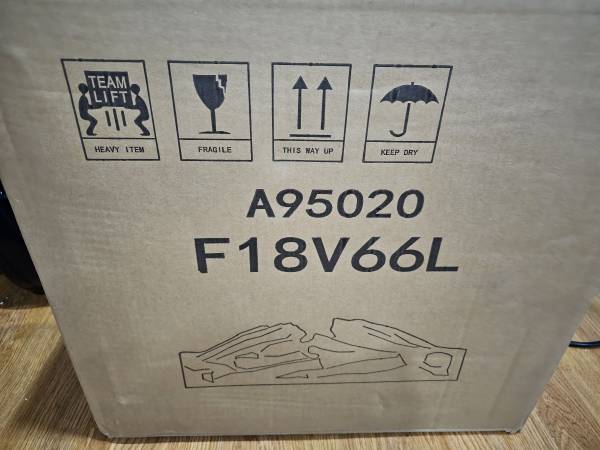 TEAM
LIFT
HEAVY ITEM
FRAGILE
THIS WAY UP
KEEP DRY
A95020
F18V66L